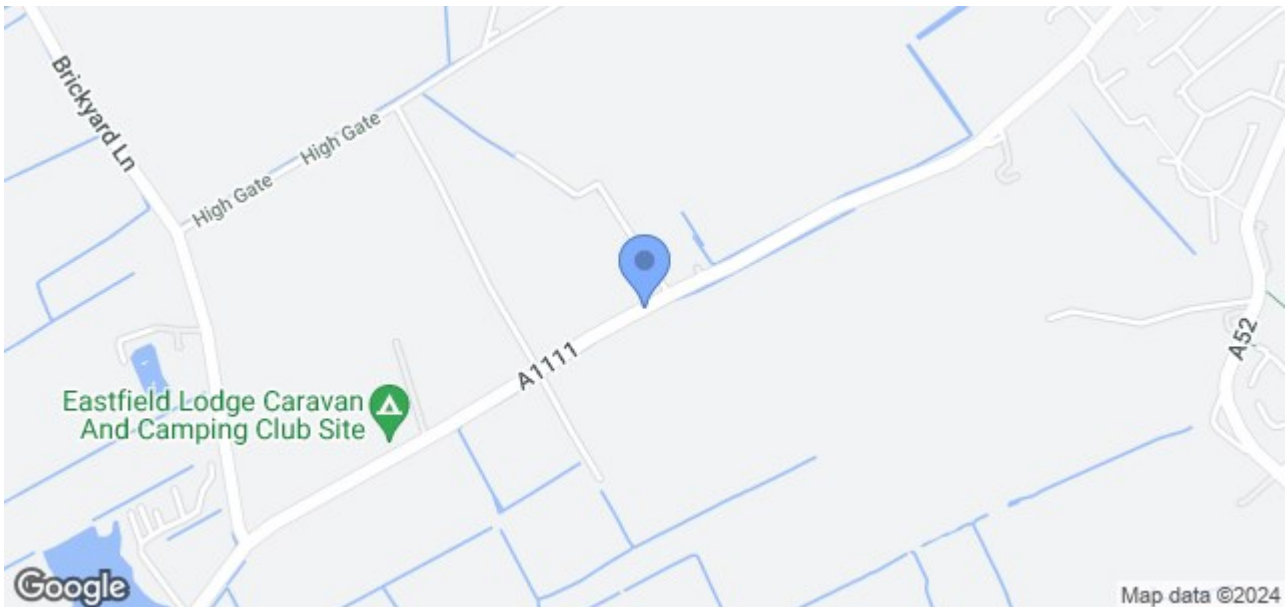 Brickyard Ln
High Gate
High Gate
A1111
A52
Eastfield Lodge Caravan
And Camping Club Site
Google
Map data ©2024